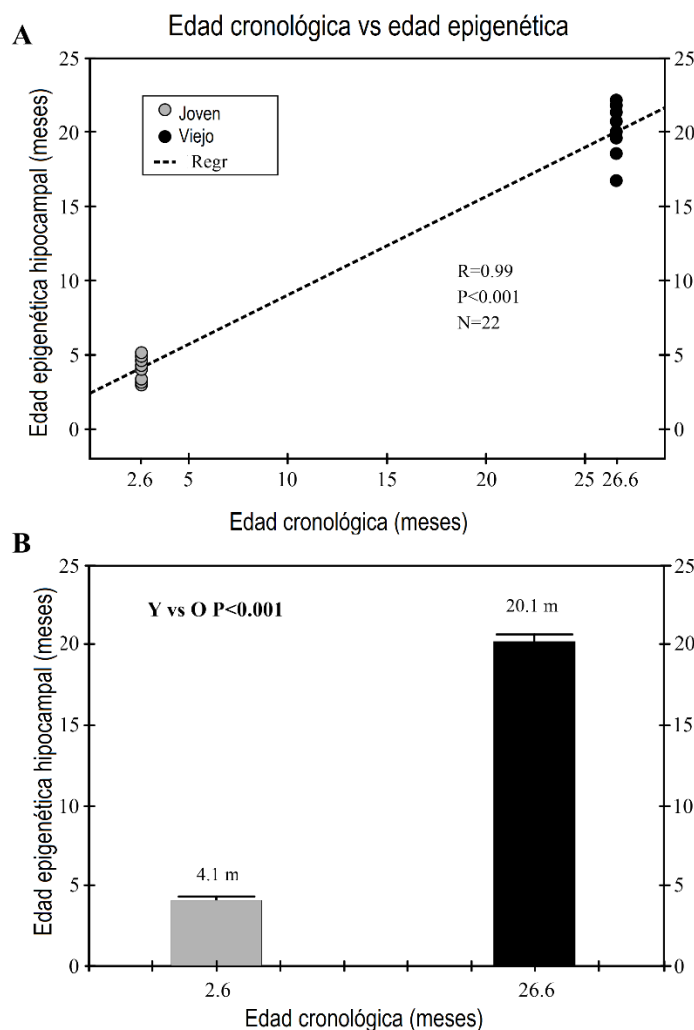 A
Edad cronológica vs edad epigenética
Edad epigenética hipocampal (meses)
25
20
15
10
5
0
25
20
15
10
5
0
Joven
Viejo
Regr
R=0.99
P<0.001
N=22
2.6 5 10 15 20 25 26.6
Edad cronológica (meses)
B
Edad epigenética hipocampal (meses)
25
20
15
10
5
0
25
20
15
10
5
0
Y vs O P<0.001
20.1 m
4.1 m
2.6 26.6
Edad cronológica (meses)